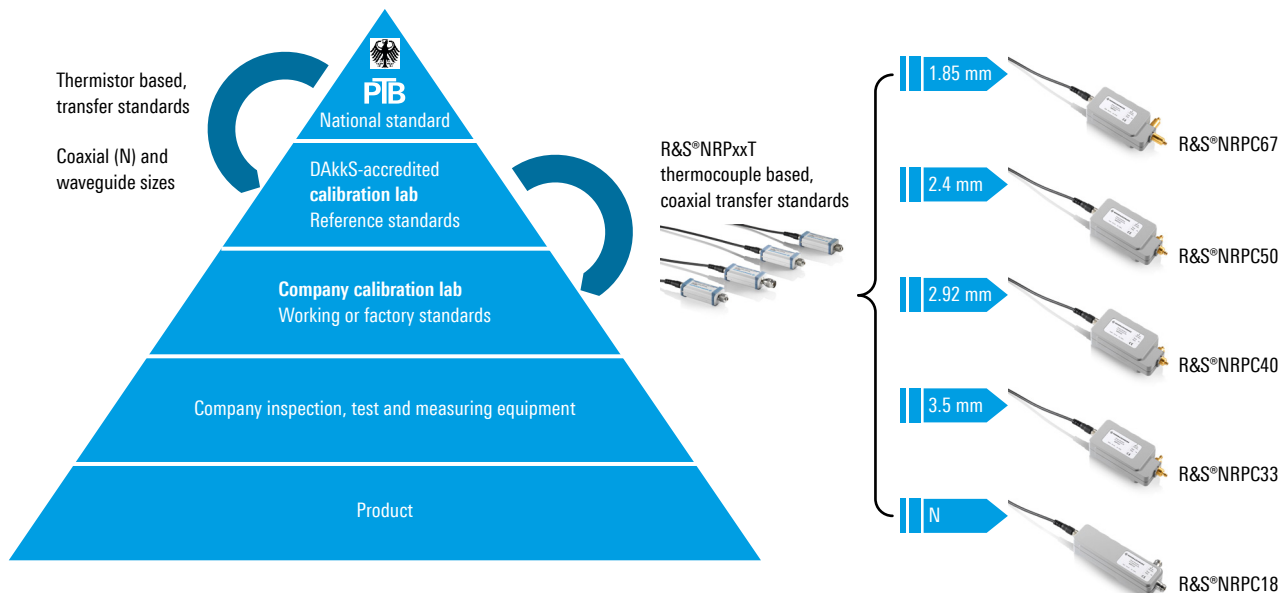 Thermistor based,
transfer standards
Coaxial (N) and
waveguide sizes
PTB
National standard
DAkkS-accredited
calibration lab
Reference standards
Company calibration lab
Working or factory standards
Company inspection, test and measuring equipment
Product
R&S®NRPxxT
thermocouple based,
coaxial transfer standards
1.85 mm
R&S®NRPC67
2.4 mm
R&S®NRPC50
2.92 mm
R&S®NRPC40
3.5 mm
R&S®NRPC33
N
R&S®NRPC18